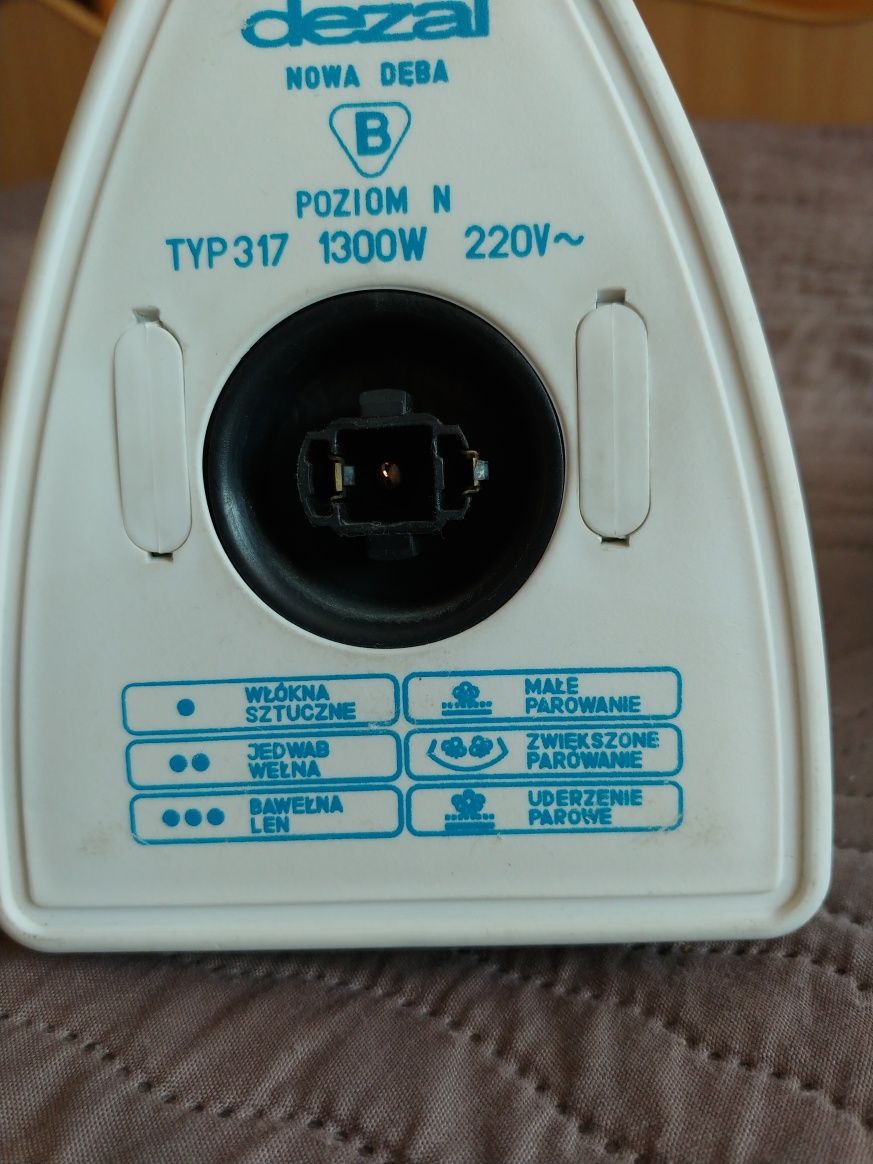 dezal
NOWA DĘBA
B
POZIOM N
TYP 317 1300W 220V~
WŁÓKNA
SZTUCZNE
JEDWAB
WEŁNA
BAWEŁNA
LEN
MAŁE
PAROWANIE
ZWIĘKSZONE
PAROWANIE
UDERZENIE
PAROWE